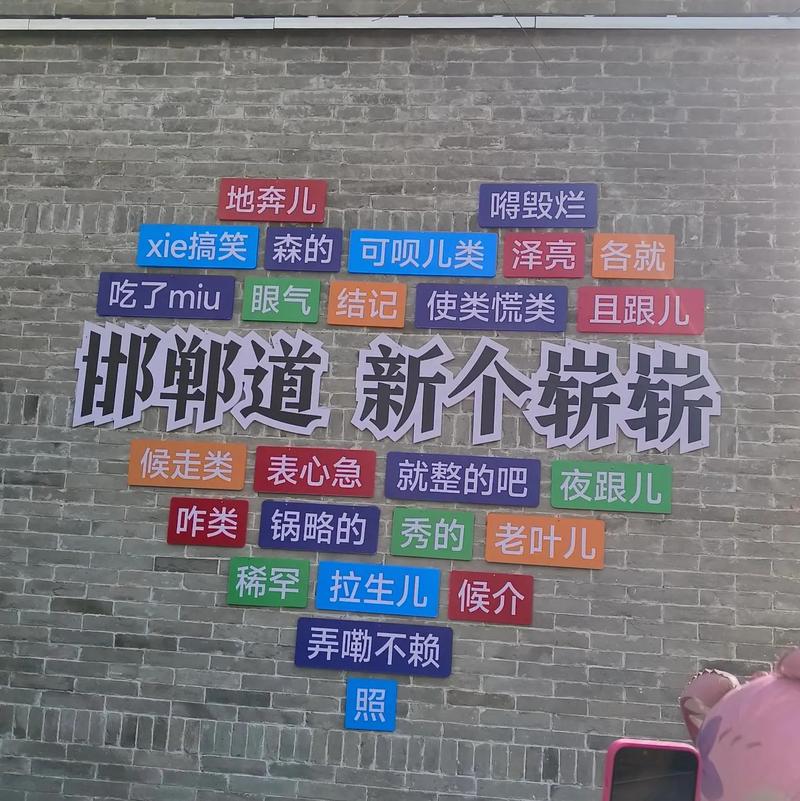 地奔儿 嘚毁烂
xie搞笑 森的 可呗儿类 泽亮 各就
吃了miu 眼气 结记 使类慌类 且跟儿
邯郸道 新个崭崭
候走类 表心急 就整的吧 夜跟儿
咋类 锅略的 秀的 老叶儿
稀罕 拉生儿 候介
弄嘞不赖
照